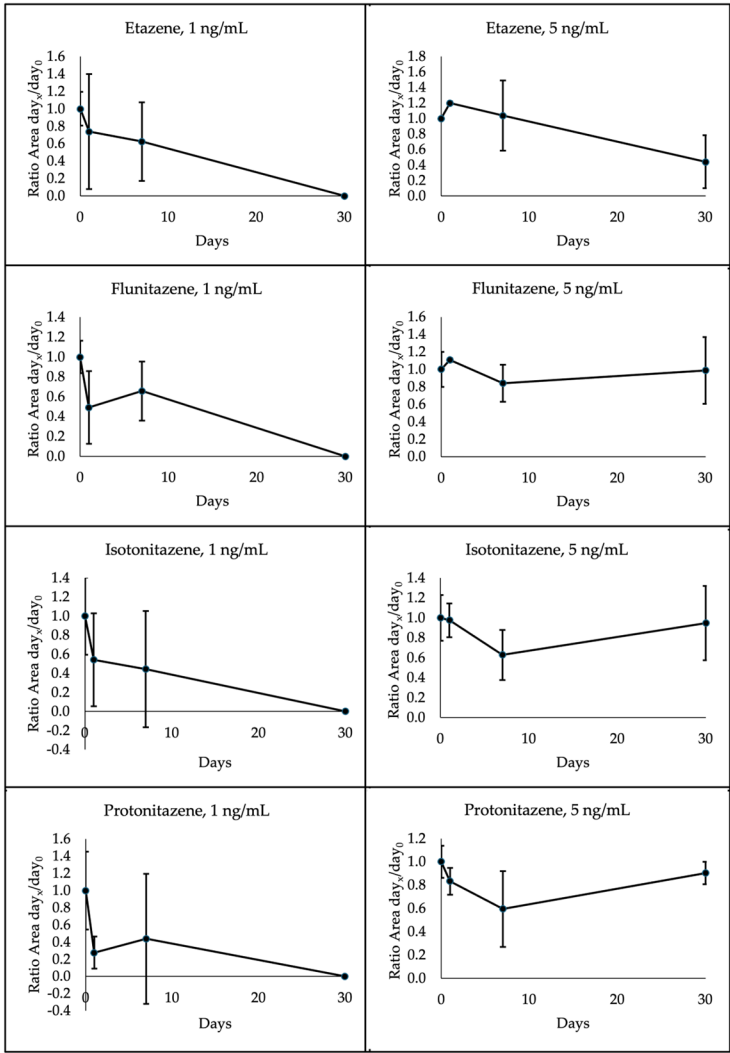 Etazene, 1 ng/mL
Ratio Area dayₓ/day₀
1.6
1.4
1.2
1.0
0.8
0.6
0.4
0.2
0.0
0 10 20 30
Days
Etazene, 5 ng/mL
Ratio Area dayₓ/day₀
1.8
1.6
1.4
1.2
1.0
0.8
0.6
0.4
0.2
0.0
0 10 20 30
Days
Flunitazene, 1 ng/mL
Ratio Area dayₓ/day₀
1.4
1.2
1.0
0.8
0.6
0.4
0.2
0.0
0 10 20 30
Days
Flunitazene, 5 ng/mL
Ratio Area dayₓ/day₀
1.6
1.4
1.2
1.0
0.8
0.6
0.4
0.2
0.0
0 10 20 30
Days
Isotonitazene, 1 ng/mL
Ratio Area dayₓ/day₀
1.4
1.2
1.0
0.8
0.6
0.4
0.2
0.0
-0.2
-0.4
0 10 20 30
Days
Isotonitazene, 5 ng/mL
Ratio Area dayₓ/day₀
1.4
1.2
1.0
0.8
0.6
0.4
0.2
0.0
0 10 20 30
Days
Protonitazene, 1 ng/mL
Ratio Area dayₓ/day₀
1.6
1.4
1.2
1.0
0.8
0.6
0.4
0.2
0.0
-0.2
-0.4
0 10 20 30
Days
Protonitazene, 5 ng/mL
Ratio Area dayₓ/day₀
1.2
1.0
0.8
0.6
0.4
0.2
0.0
0 10 20 30
Days